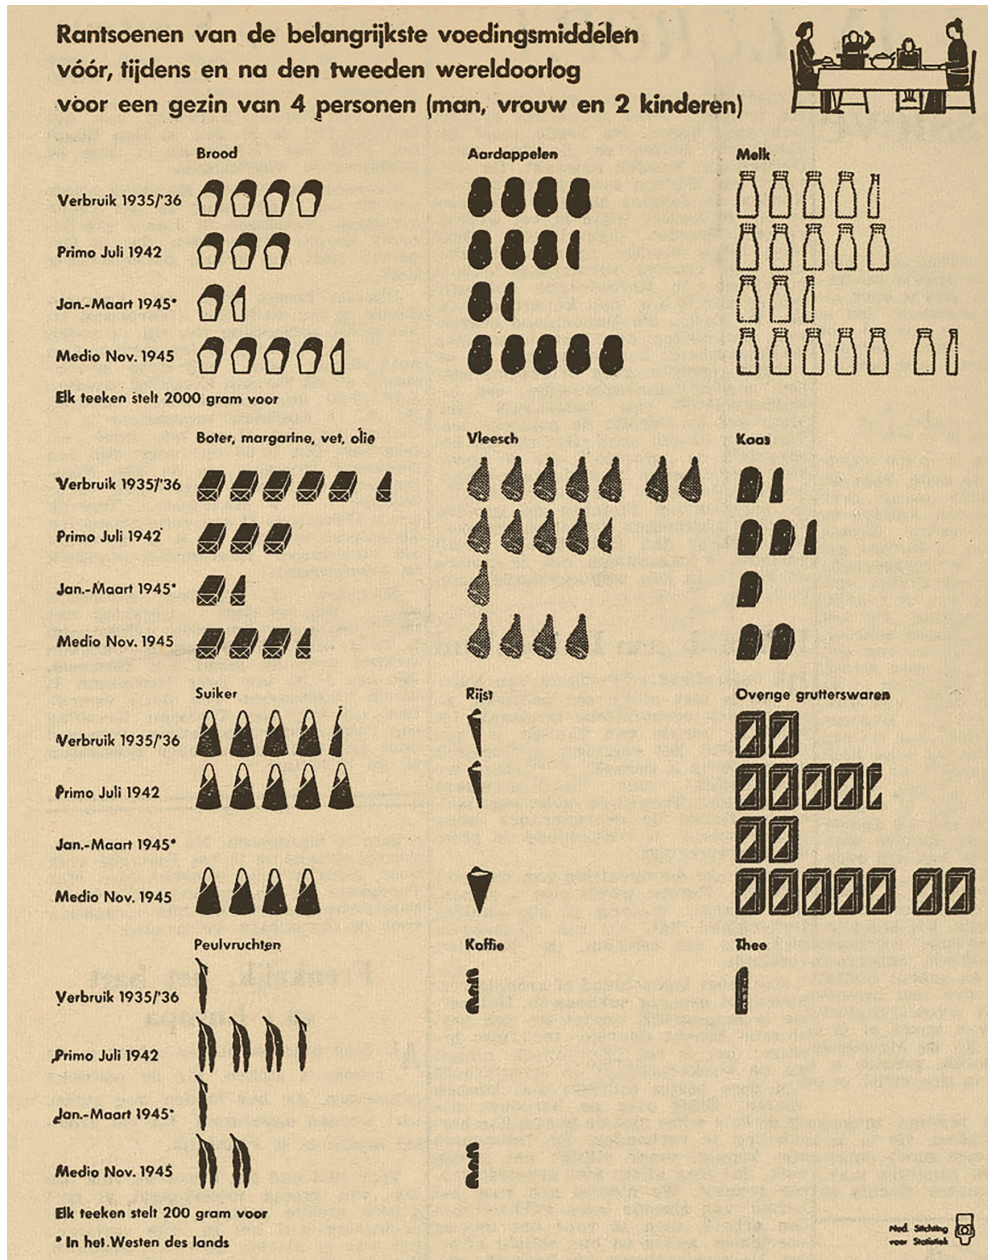 Rantsoenen van de belangrijkste voedingsmiddelen
vóór, tijdens en na den tweeden wereldoorlog
voor een gezin van 4 personen (man, vrouw en 2 kinderen)
Brood Aardappelen Melk
Verbruik 1935/'36
Primo Juli 1942
Jan.-Maart 1945*
Medio Nov. 1945
Elk teeken stelt 2000 gram voor
Boter, margarine, vet, olie Vleesch Kaas
Verbruik 1935/'36
Primo Juli 1942
Jan.-Maart 1945*
Medio Nov. 1945
Suiker Rijst Overige grutterswaren
Verbruik 1935/'36
Primo Juli 1942
Jan.-Maart 1945*
Medio Nov. 1945
Peulvruchten Koffie Thee
Verbruik 1935/'36
Primo Juli 1942
Jan.-Maart 1945*
Medio Nov. 1945
Elk teeken stelt 200 gram voor
* In het Westen des lands
Ned. Stichting
voor Statistiek